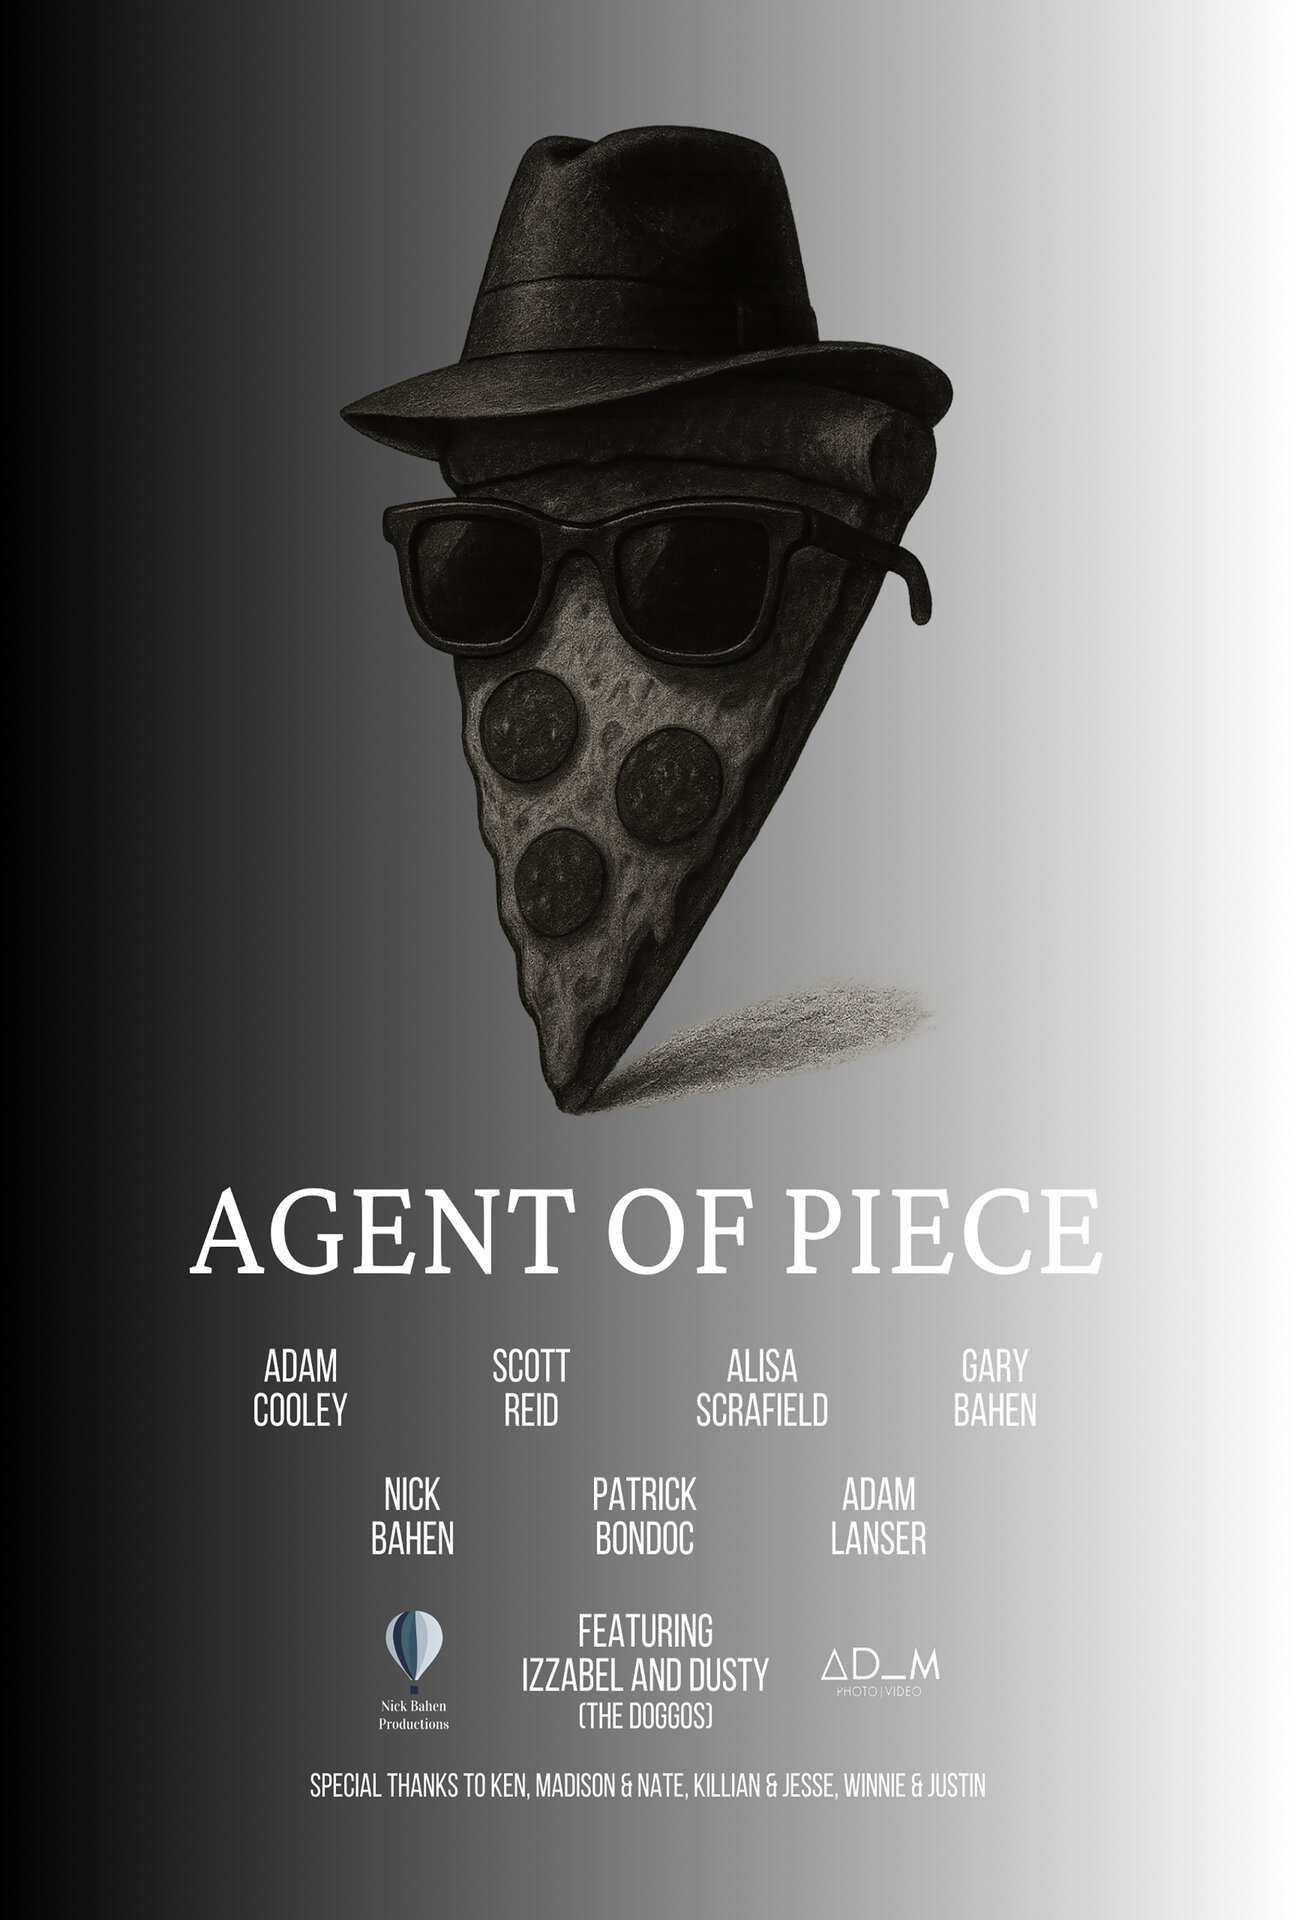 AGENT OF PIECE
ADAM COOLEY
SCOTT REID
ALISA SCRAFIELD
GARY BAHEN
NICK BAHEN
PATRICK BONDOC
ADAM LANSER
Nick Bahen
Productions
FEATURING
IZZABEL AND DUSTY
(THE DOGGOS)
AD_M
PHOTO|VIDEO
SPECIAL THANKS TO KEN, MADISON & NATE, KILLIAN & JESSE, WINNIE & JUSTIN